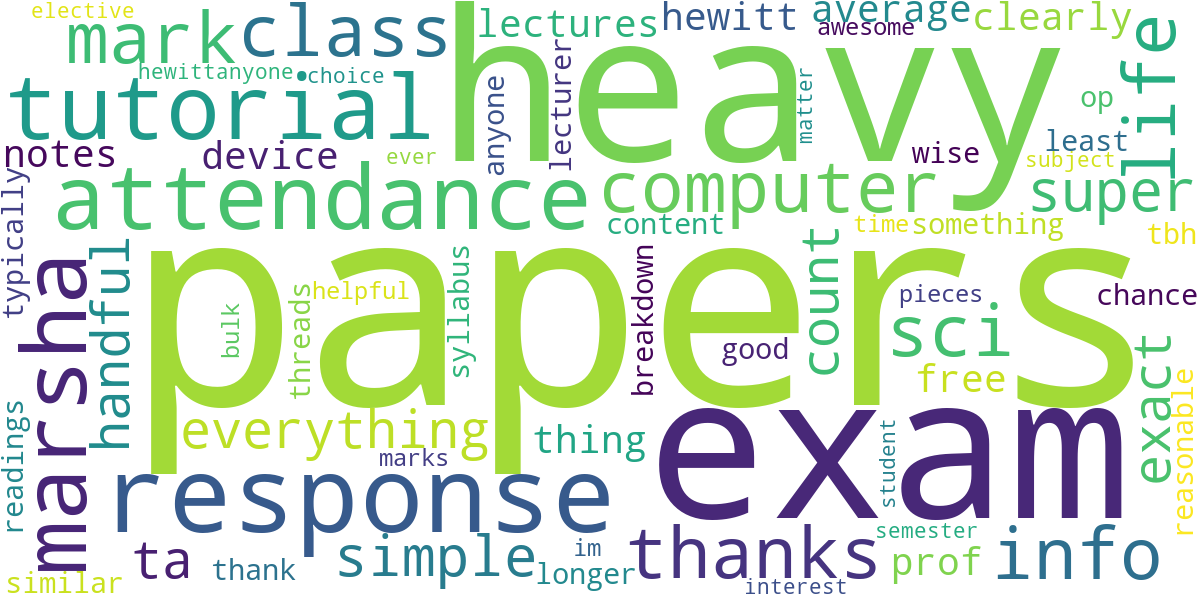 elective
mark
class
lectures
hewitt
average
awesome
clearly
heavy
life
hewittanyone
choice
tutorial
anyone
lecturer
matter
op
least
notes
device
ever
wise
subject
typically
attendance
computer
super
content
time
something
tbh
marsha
handful
papers
syllabus
threads
helpful
bulk
breakdown
count
pieces
chance
good
sci
exact
free
reasonable
readings
everything
thing
marks
exam
student
response
ta
thank
simple
im
longer
thanks
semester
prof
info
similar
interest